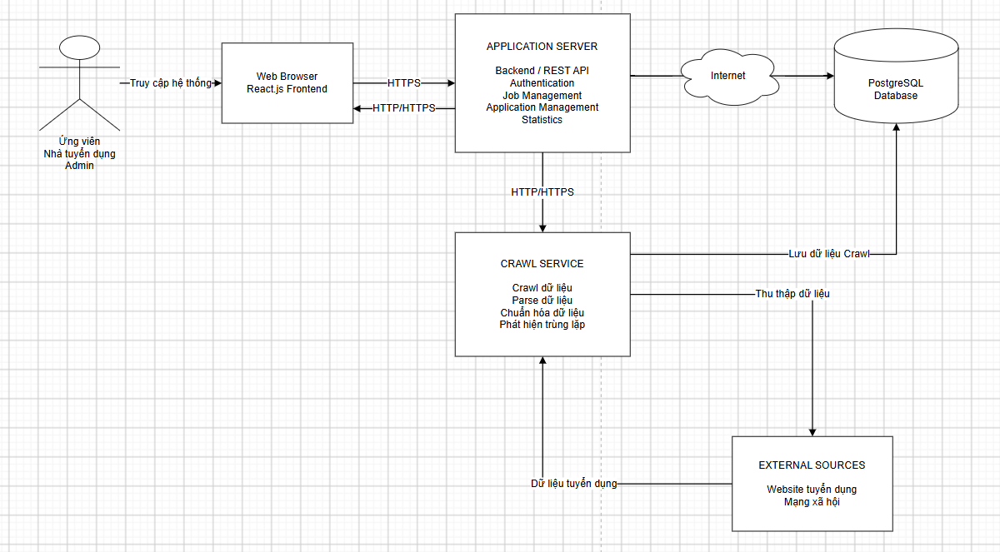 Truy cập hệ thống
Ứng viên
Nhà tuyển dụng
Admin
Web Browser
React.js Frontend
HTTPS
HTTP/HTTPS
APPLICATION SERVER
Backend / REST API
Authentication
Job Management
Application Management
Statistics
Internet
PostgreSQL
Database
HTTP/HTTPS
CRAWL SERVICE
Crawl dữ liệu
Parse dữ liệu
Chuẩn hóa dữ liệu
Phát hiện trùng lặp
Lưu dữ liệu Crawl
Thu thập dữ liệu
Dữ liệu tuyển dụng
EXTERNAL SOURCES
Website tuyển dụng
Mạng xã hội